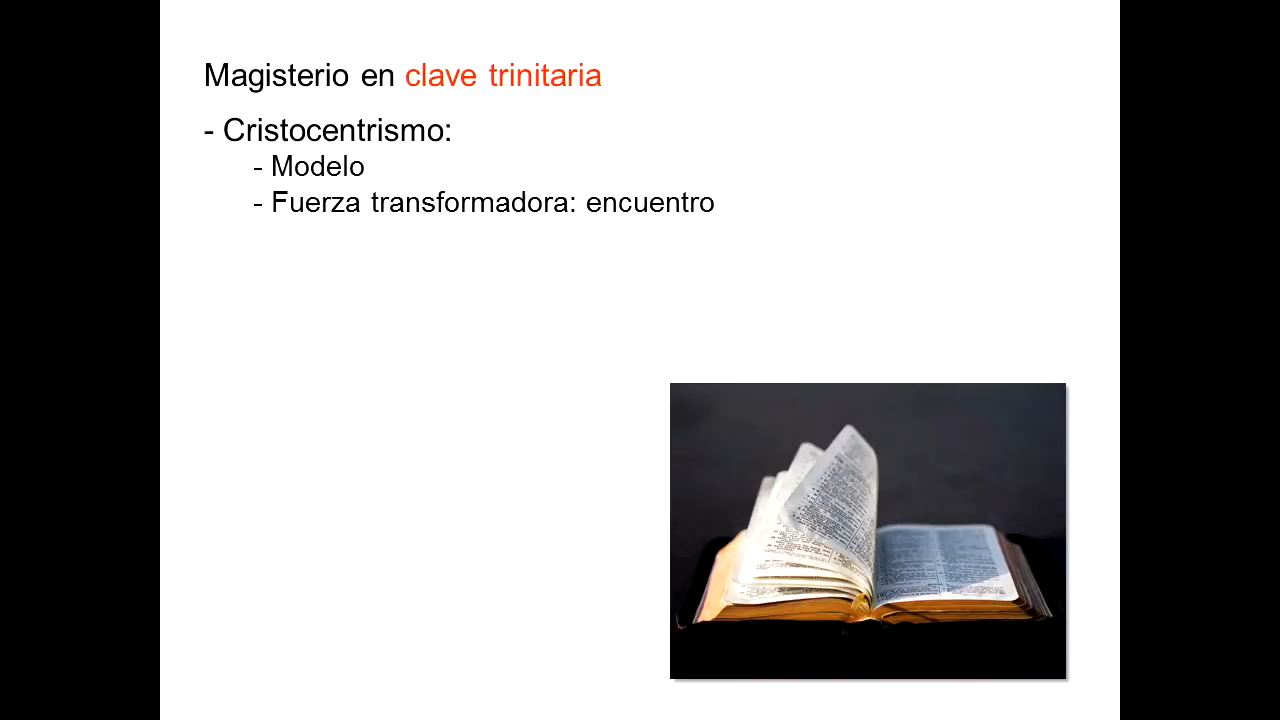 Magisterio en clave trinitaria
- Cristocentrismo:
- Modelo
- Fuerza transformadora: encuentro